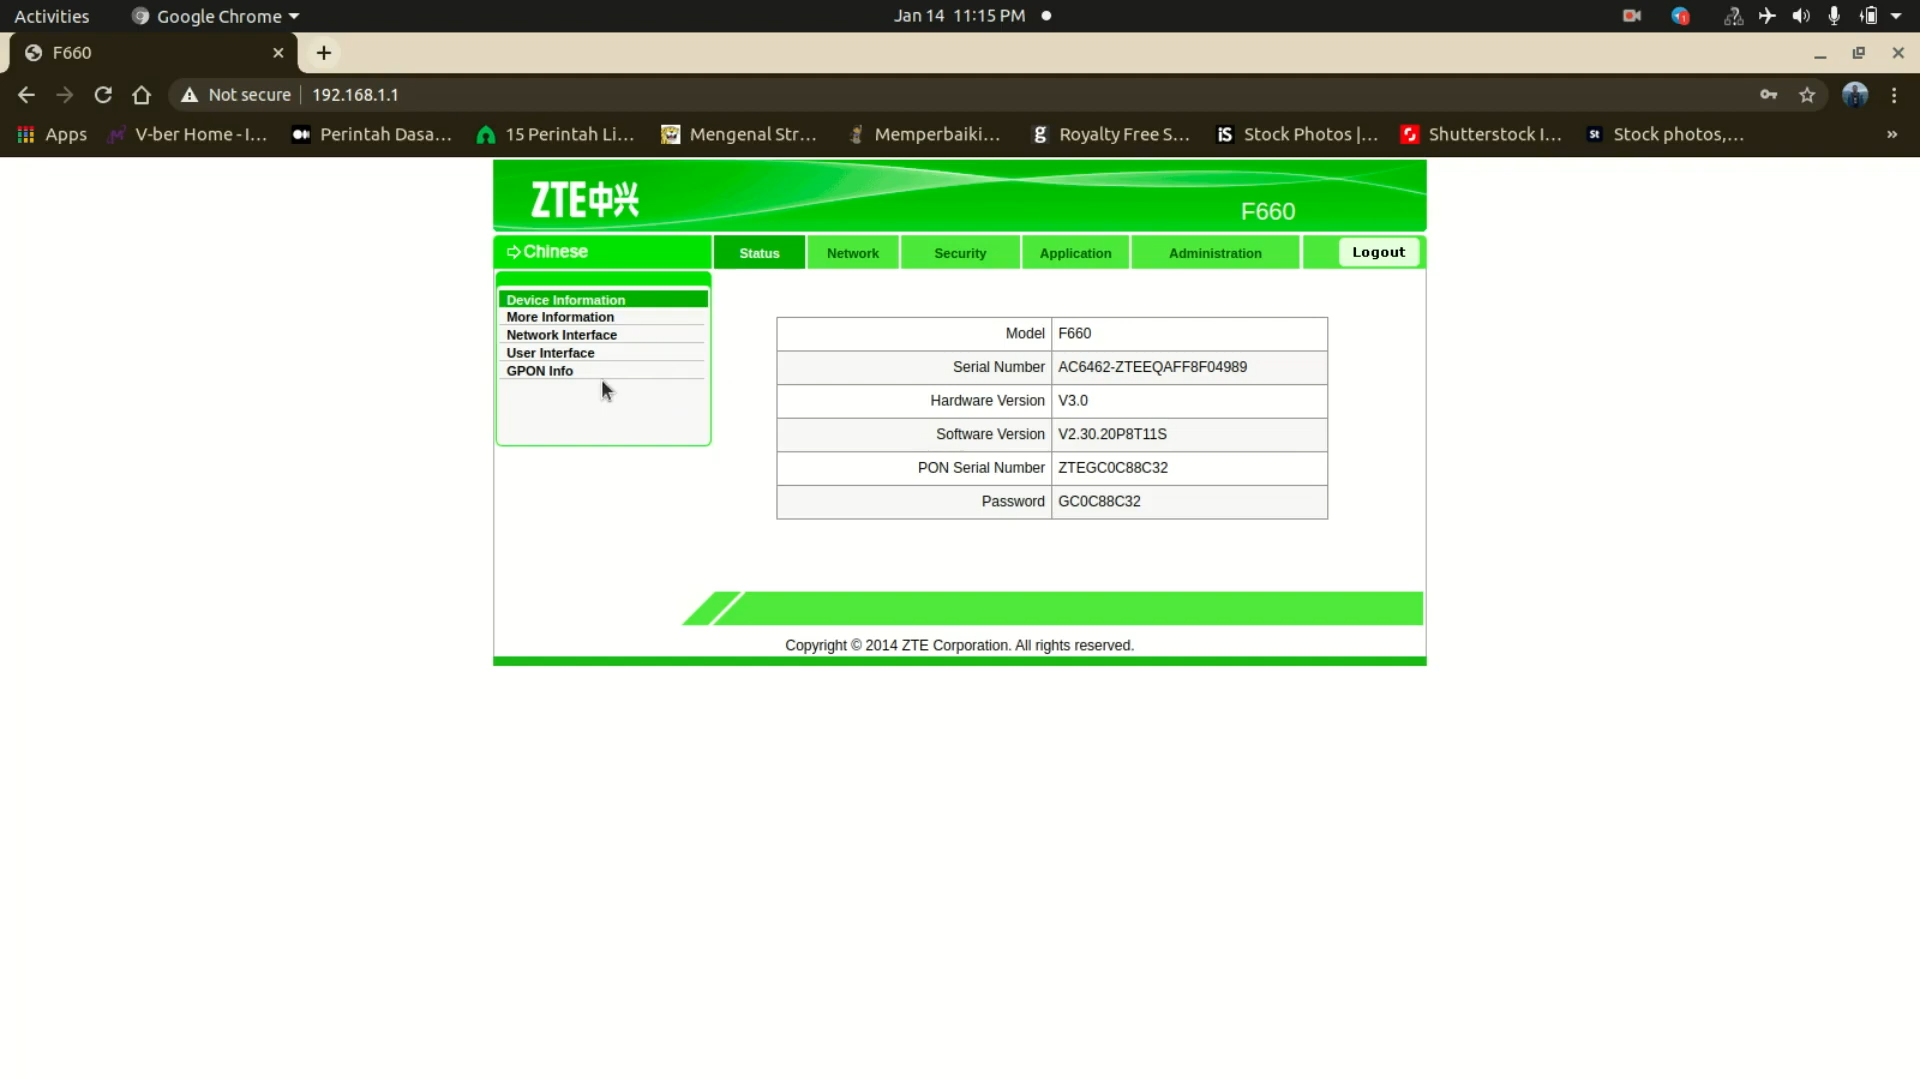 Activities Google Chrome Jan 14 11:15 PM
F660
Not secure 192.168.1.1
Apps V-ber Home - I... Perintah Dasa... 15 Perintah Li... Mengenal Str... Memperbaiki... g Royalty Free S... iS Stock Photos |... Shutterstock I... st Stock photos,... »
ZTE中兴
F660
Chinese Status Network Security Application Administration Logout
Device Information
More Information
Network Interface
User Interface
GPON Info
Model F660
Serial Number AC6462-ZTEEQAFF8F04989
Hardware Version V3.0
Software Version V2.30.20P8T11S
PON Serial Number ZTEGC0C88C32
Password GC0C88C32
Copyright © 2014 ZTE Corporation. All rights reserved.